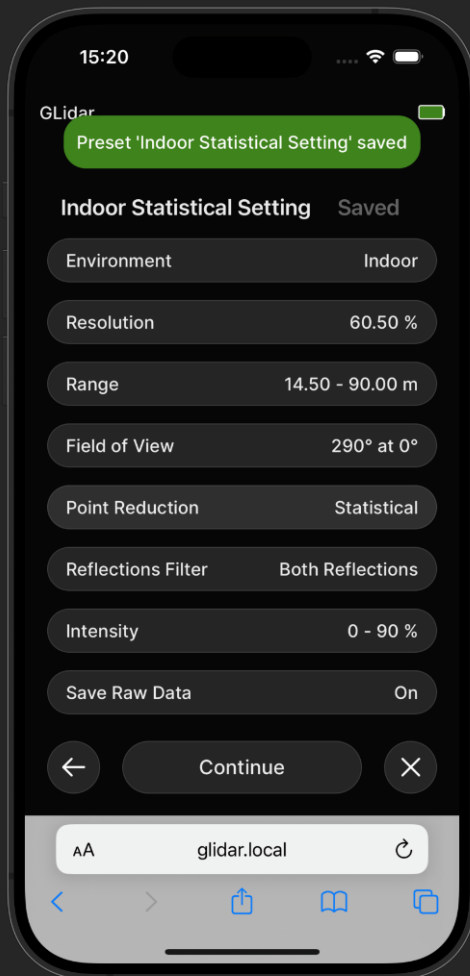 15:20
GLidar
Preset 'Indoor Statistical Setting' saved
Indoor Statistical Setting Saved
Environment Indoor
Resolution 60.50 %
Range 14.50 - 90.00 m
Field of View 290° at 0°
Point Reduction Statistical
Reflections Filter Both Reflections
Intensity 0 - 90 %
Save Raw Data On
Continue
AA glidar.local